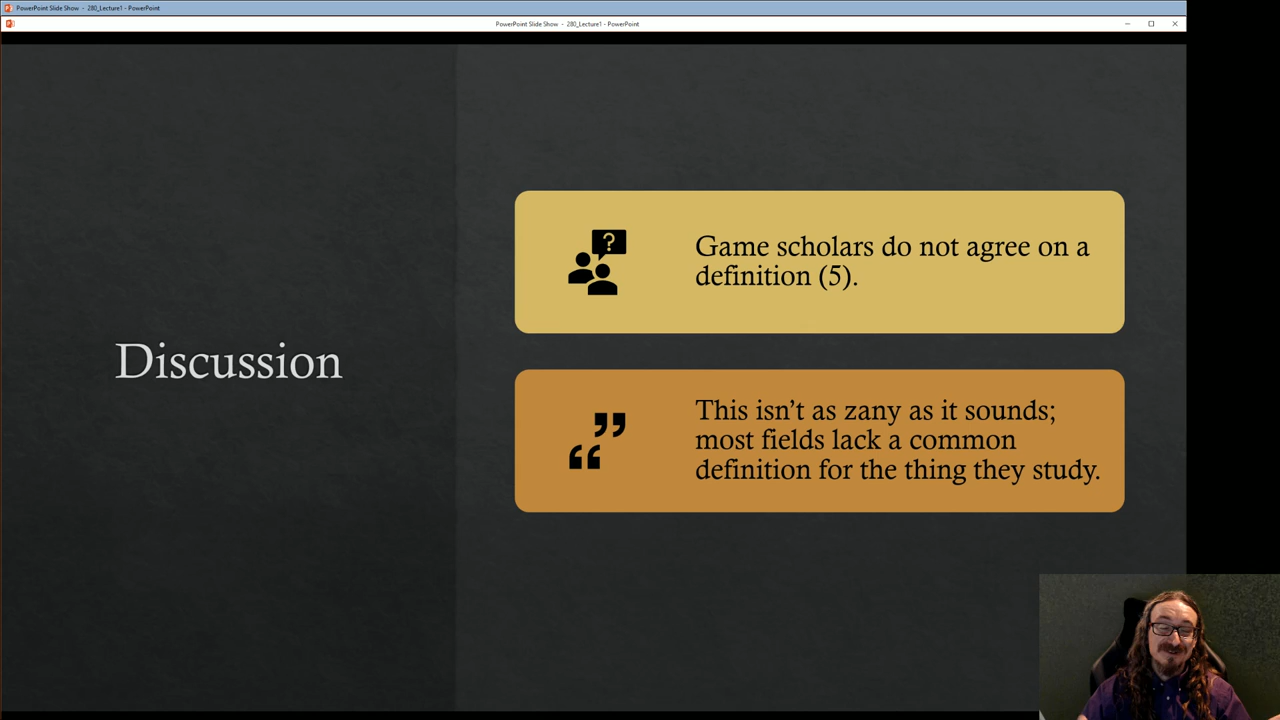 PowerPoint Slide Show - 280_Lecture1 - PowerPoint
PowerPoint Slide Show - 280_Lecture1 - PowerPoint
Discussion
Game scholars do not agree on a
definition (5).
This isn’t as zany as it sounds;
most fields lack a common
definition for the thing they study.